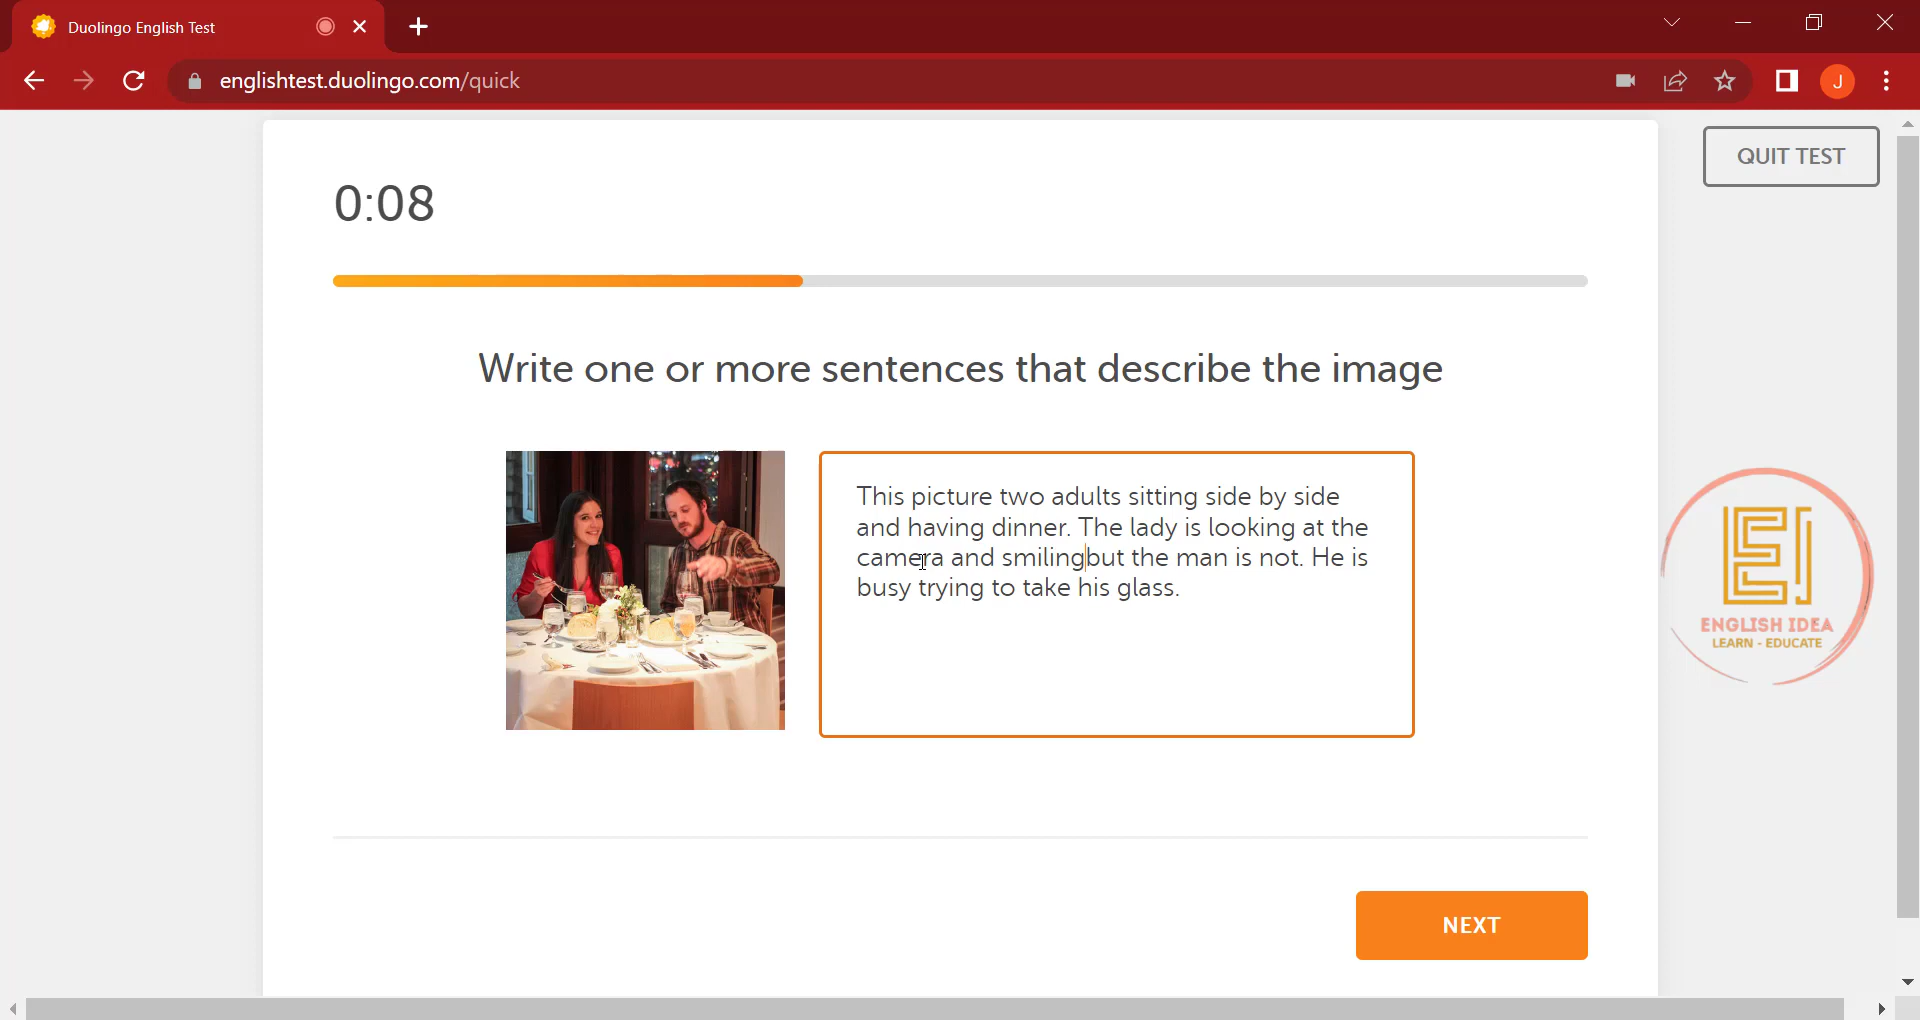 Duolingo English Test
englishtest.duolingo.com/quick
J
QUIT TEST
0:08
Write one or more sentences that describe the image
This picture two adults sitting side by side
and having dinner. The lady is looking at the
camera and smilingbut the man is not. He is
busy trying to take his glass.
EI
ENGLISH IDEA
LEARN - EDUCATE
NEXT